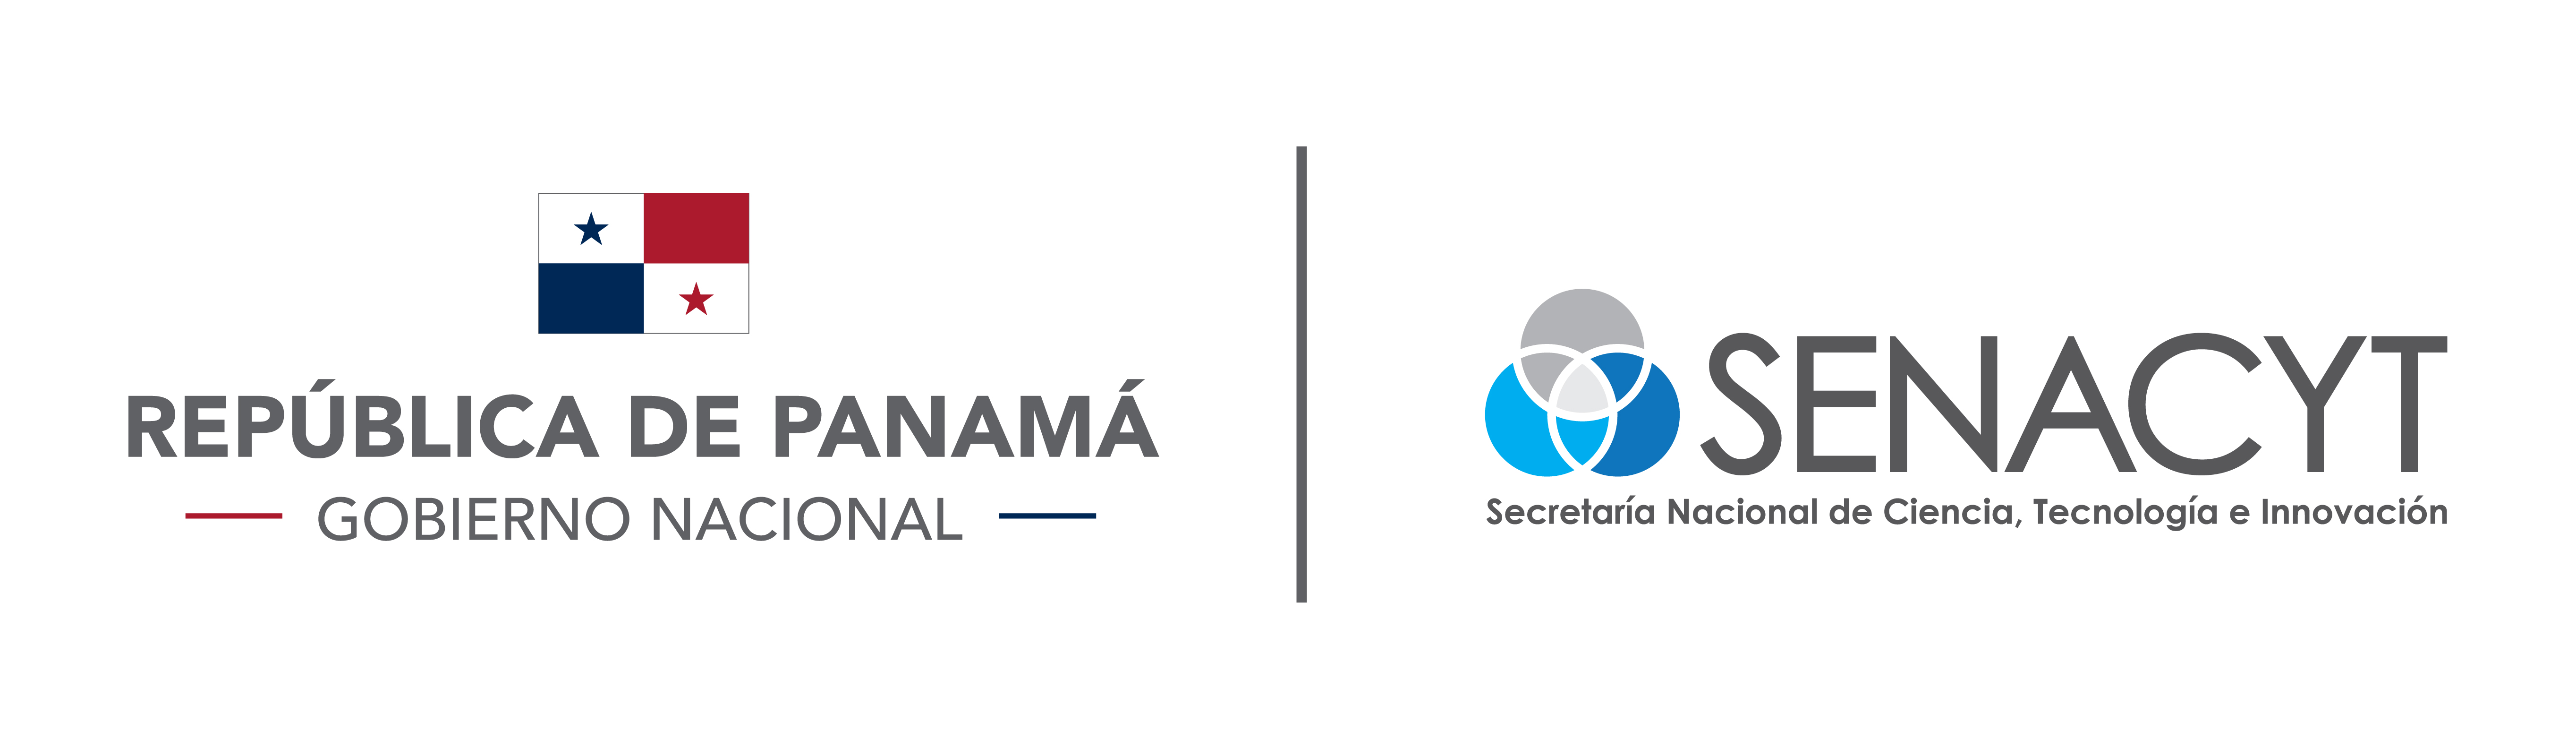 REPÚBLICA DE PANAMÁ
GOBIERNO NACIONAL
SENACYT
Secretaría Nacional de Ciencia, Tecnología e Innovación